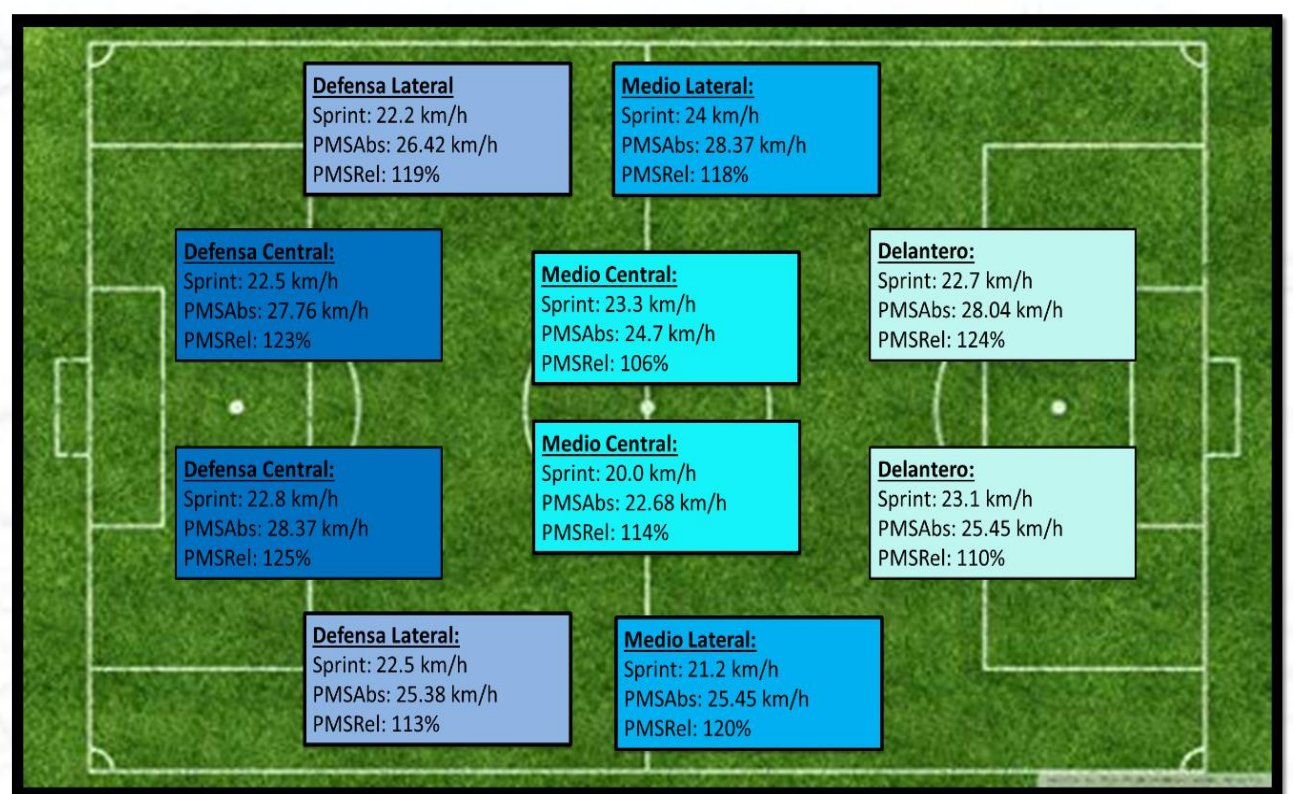 Defensa Lateral
Sprint: 22.2 km/h
PMSAbs: 26.42 km/h
PMSRel: 119%
Medio Lateral:
Sprint: 24 km/h
PMSAbs: 28.37 km/h
PMSRel: 118%
Defensa Central:
Sprint: 22.5 km/h
PMSAbs: 27.76 km/h
PMSRel: 123%
Medio Central:
Sprint: 23.3 km/h
PMSAbs: 24.7 km/h
PMSRel: 106%
Delantero:
Sprint: 22.7 km/h
PMSAbs: 28.04 km/h
PMSRel: 124%
Defensa Central:
Sprint: 22.8 km/h
PMSAbs: 28.37 km/h
PMSRel: 125%
Medio Central:
Sprint: 20.0 km/h
PMSAbs: 22.68 km/h
PMSRel: 114%
Delantero:
Sprint: 23.1 km/h
PMSAbs: 25.45 km/h
PMSRel: 110%
Defensa Lateral:
Sprint: 22.5 km/h
PMSAbs: 25.38 km/h
PMSRel: 113%
Medio Lateral:
Sprint: 21.2 km/h
PMSAbs: 25.45 km/h
PMSRel: 120%